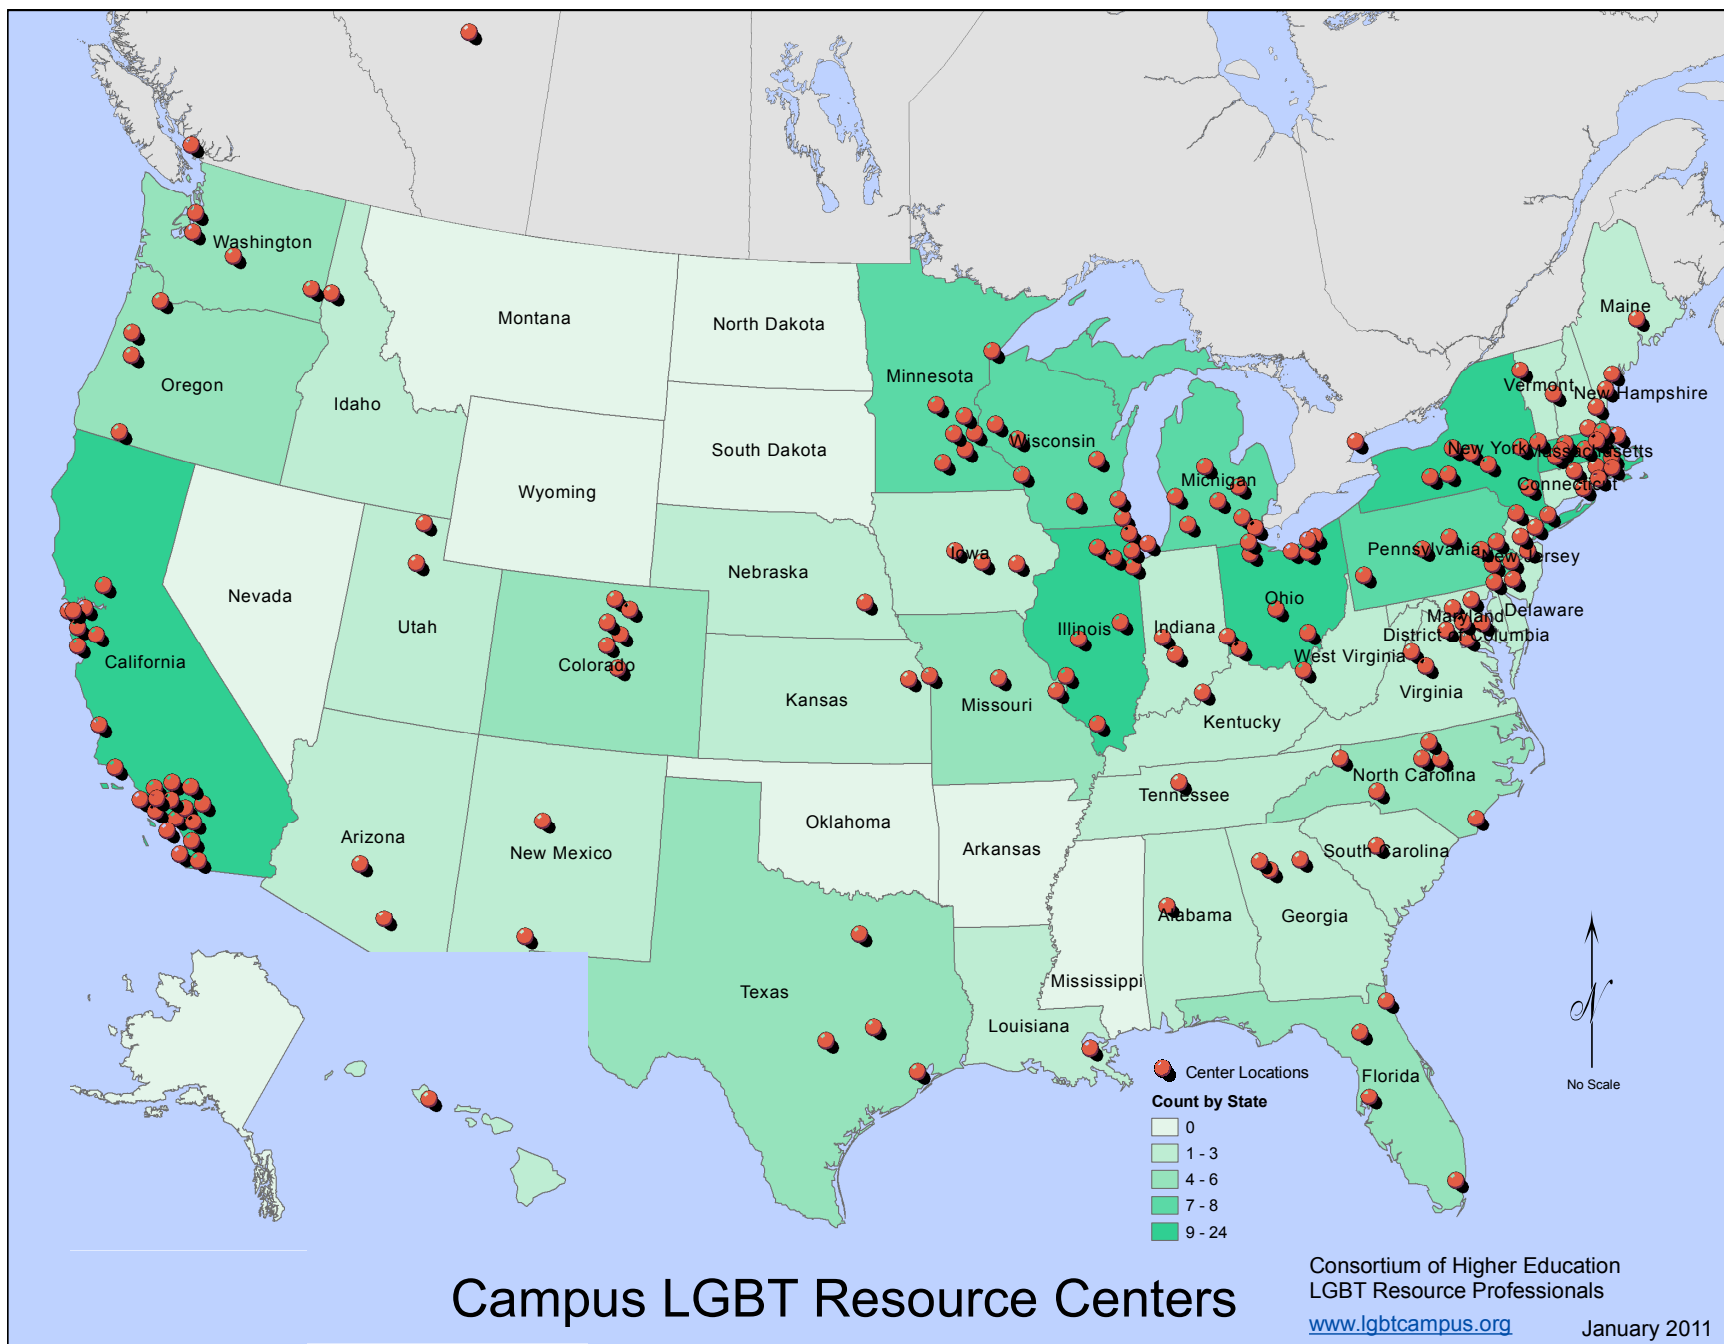 Washington
Montana
North Dakota
Maine
Minnesota
Vermont
New Hampshire
Oregon
Idaho
Wisconsin
South Dakota
New York
Massachusetts
Michigan
Wyoming
Connecticut
Iowa
Pennsylvania
New Jersey
Nebraska
Nevada
Ohio
Delaware
Utah
Illinois
Indiana
Maryland
District of Columbia
California
Colorado
West Virginia
Virginia
Kansas
Missouri
Kentucky
North Carolina
Tennessee
Oklahoma
Arizona
New Mexico
Arkansas
South Carolina
Alabama
Georgia
Mississippi
Texas
Louisiana
Florida
N
No Scale
Center Locations
Count by State
0
1 - 3
4 - 6
7 - 8
9 - 24
Campus LGBT Resource Centers
Consortium of Higher Education
LGBT Resource Professionals
www.lgbtcampus.org
January 2011